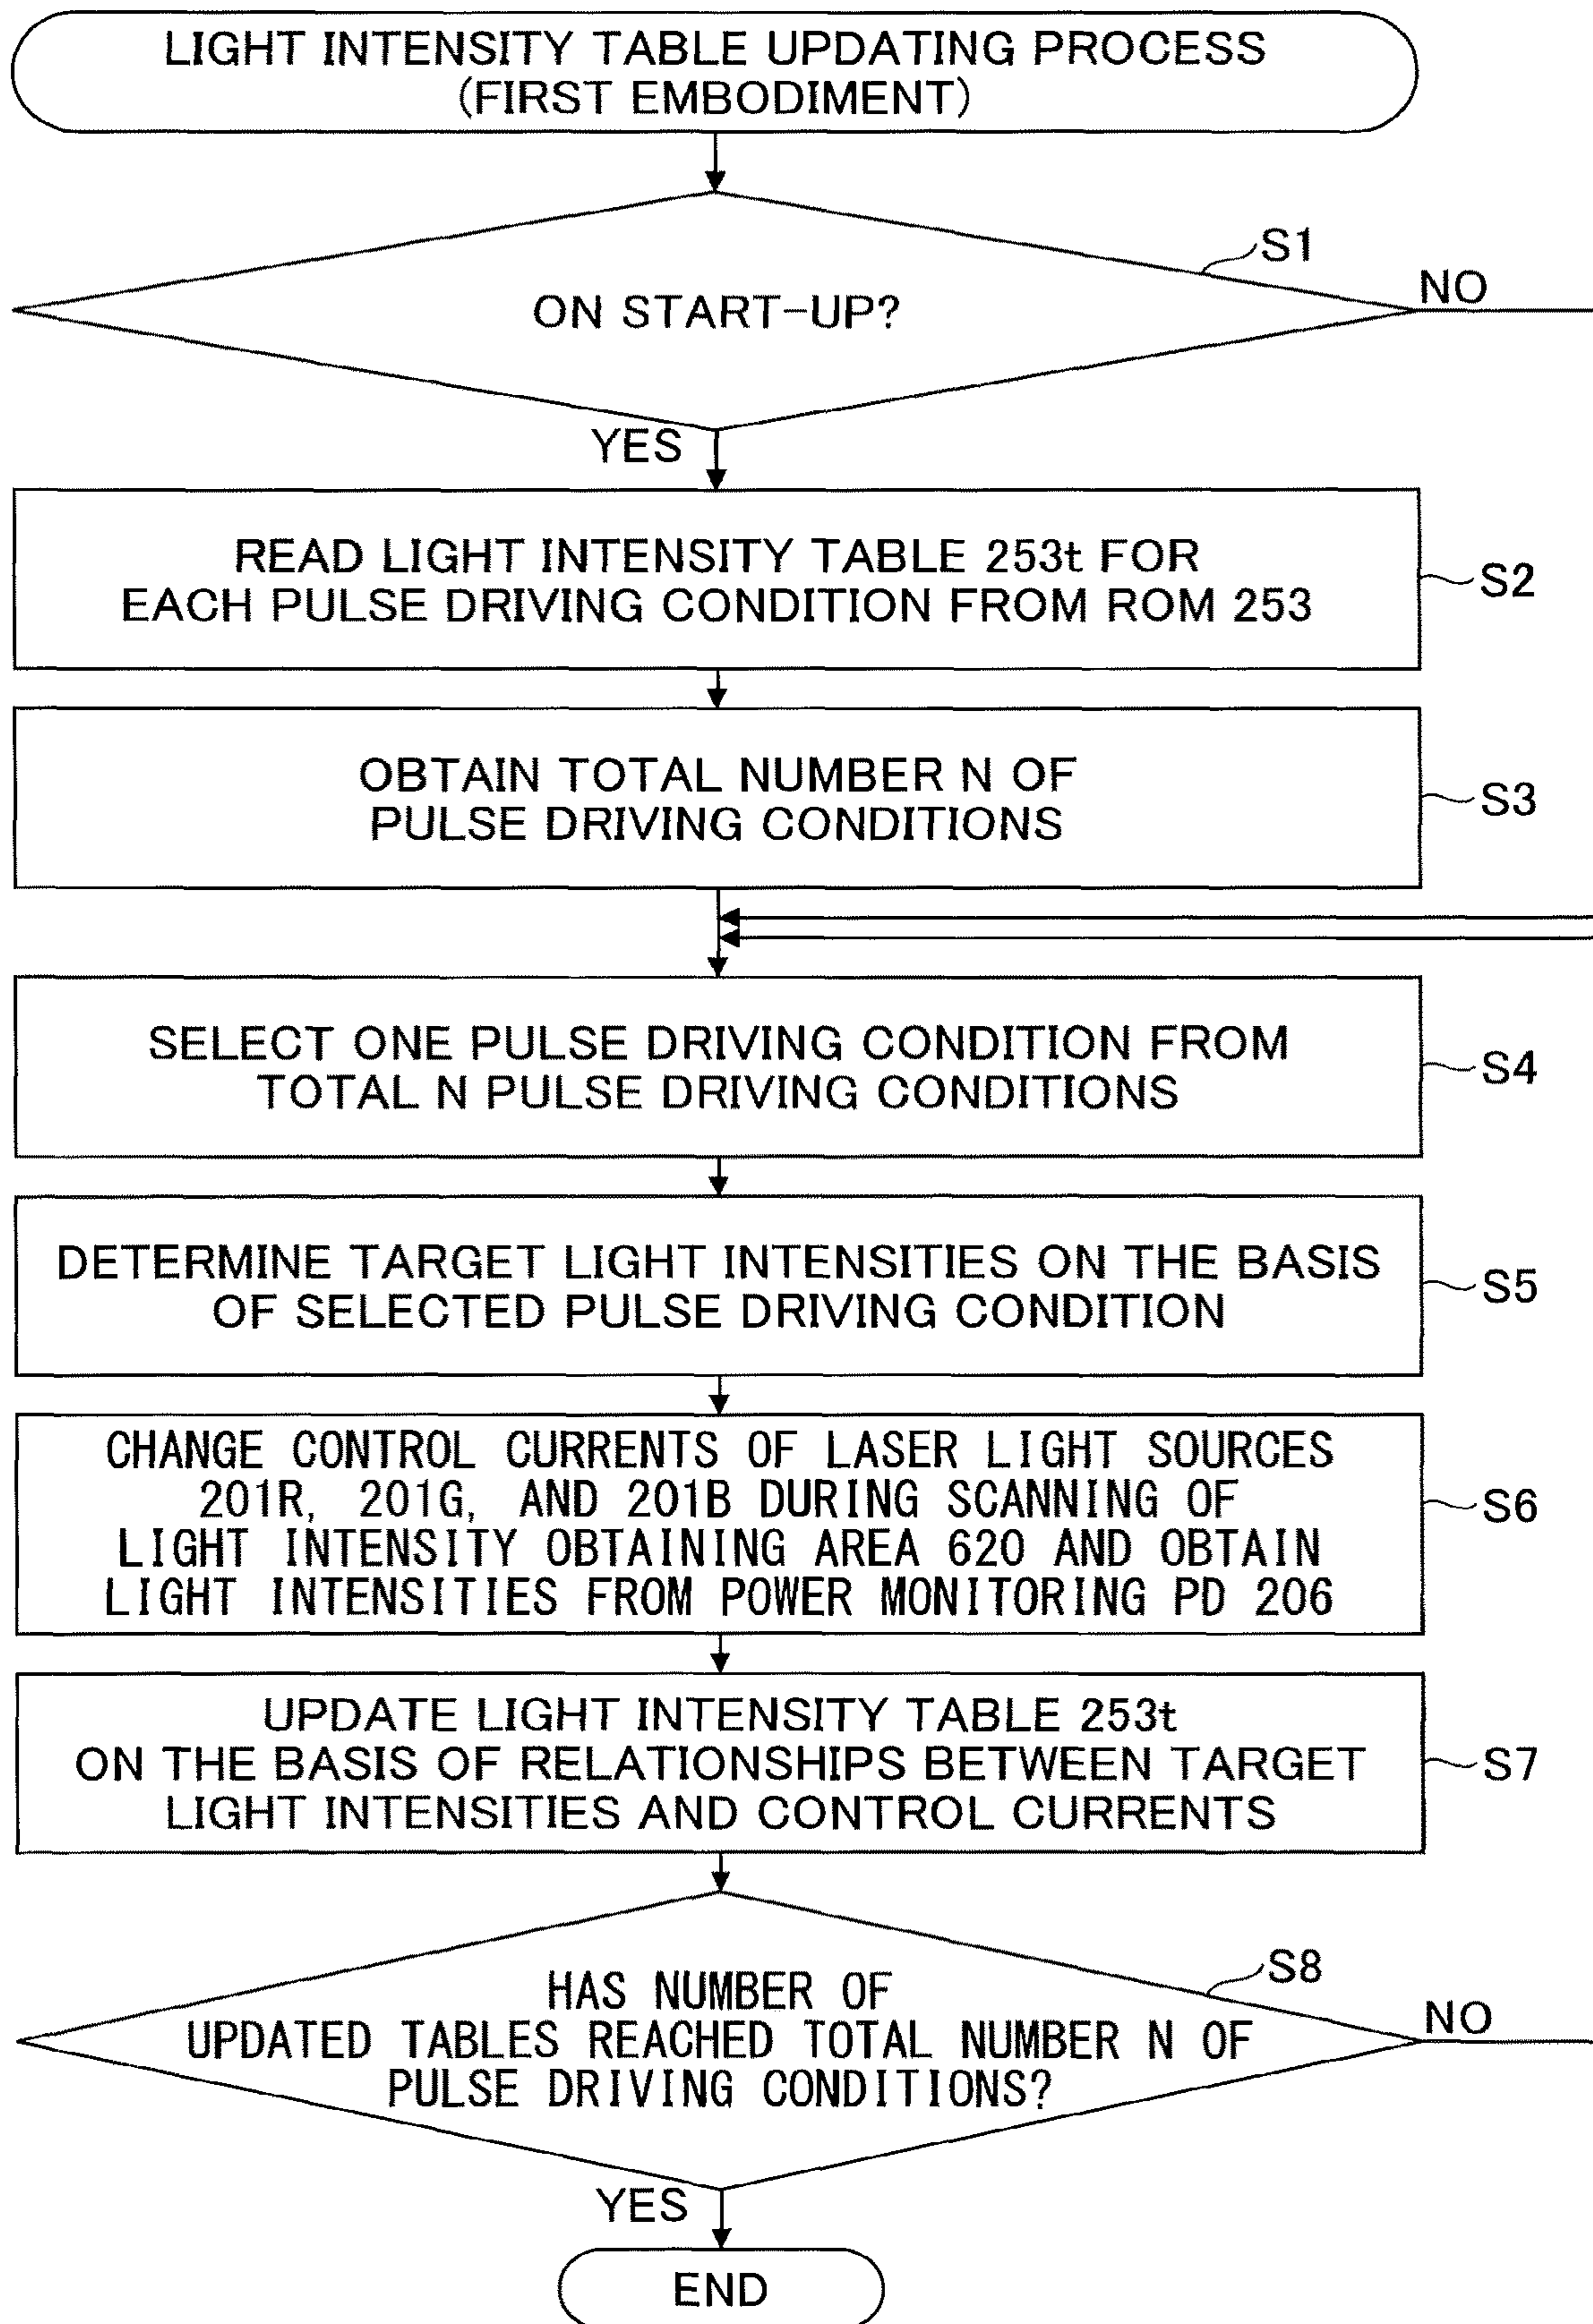 LIGHT INTENSITY TABLE UPDATING PROCESS
(FIRST EMBODIMENT)
S1
NO
ON START-UP?
YES
READ LIGHT INTENSITY TABLE 253t FOR
EACH PULSE DRIVING CONDITION FROM ROM 253
S2
OBTAIN TOTAL NUMBER N OF
PULSE DRIVING CONDITIONS
S3
SELECT ONE PULSE DRIVING CONDITION FROM
TOTAL N PULSE DRIVING CONDITIONS
S4
DETERMINE TARGET LIGHT INTENSITIES ON THE BASIS
OF SELECTED PULSE DRIVING CONDITION
S5
CHANGE CONTROL CURRENTS OF LASER LIGHT SOURCES
201R, 201G, AND 201B DURING SCANNING OF
LIGHT INTENSITY OBTAINING AREA 620 AND OBTAIN
LIGHT INTENSITIES FROM POWER MONITORING PD 206
S6
UPDATE LIGHT INTENSITY TABLE 253t
ON THE BASIS OF RELATIONSHIPS BETWEEN TARGET
LIGHT INTENSITIES AND CONTROL CURRENTS
S7
S8
NO
HAS NUMBER OF
UPDATED TABLES REACHED TOTAL NUMBER N OF
PULSE DRIVING CONDITIONS?
YES
END